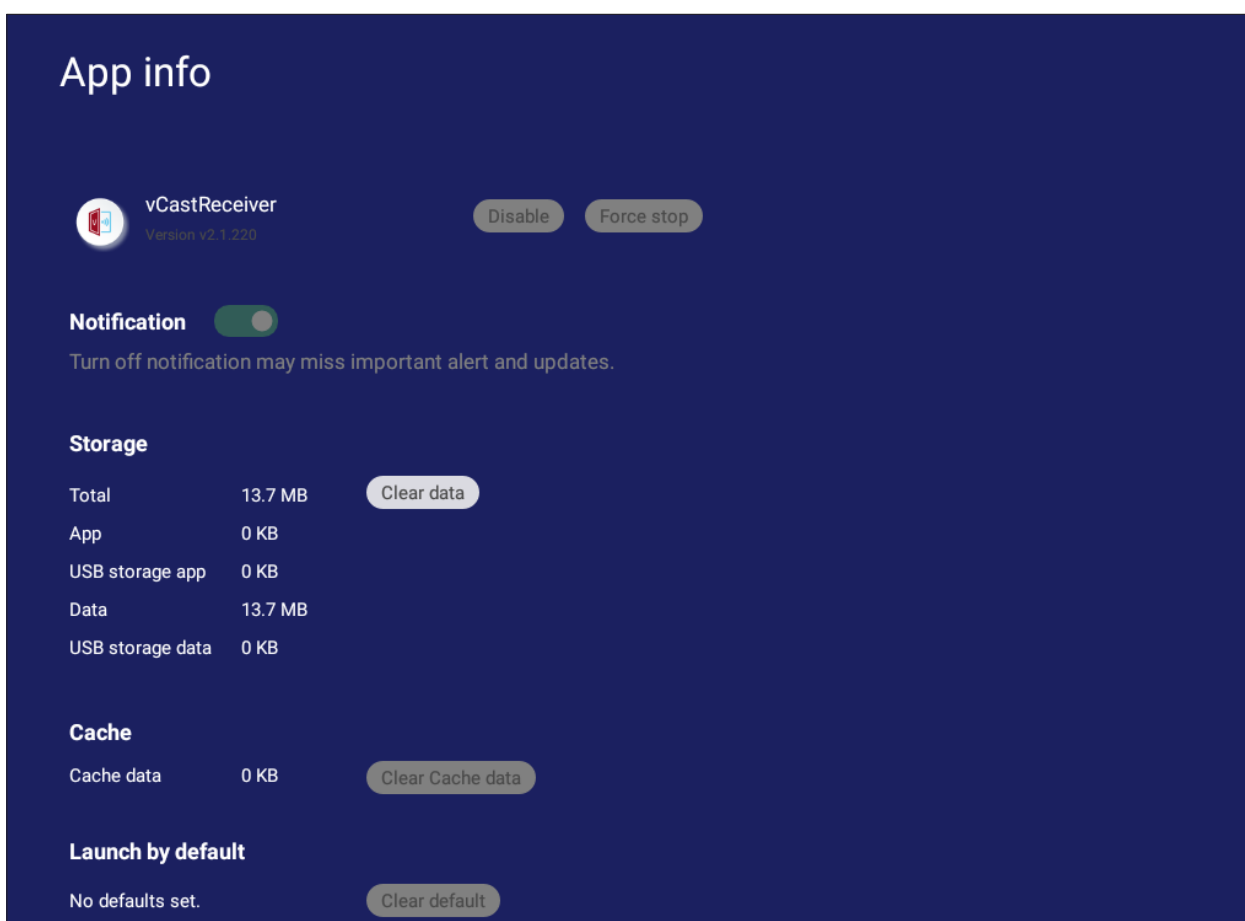 App info
vCastReceiver
Version v2.1.220
Disable
Force stop
Notification
Turn off notification may miss important alert and updates.
Storage
Total 13.7 MB Clear data
App 0 KB
USB storage app 0 KB
Data 13.7 MB
USB storage data 0 KB
Cache
Cache data 0 KB Clear Cache data
Launch by default
No defaults set. Clear default